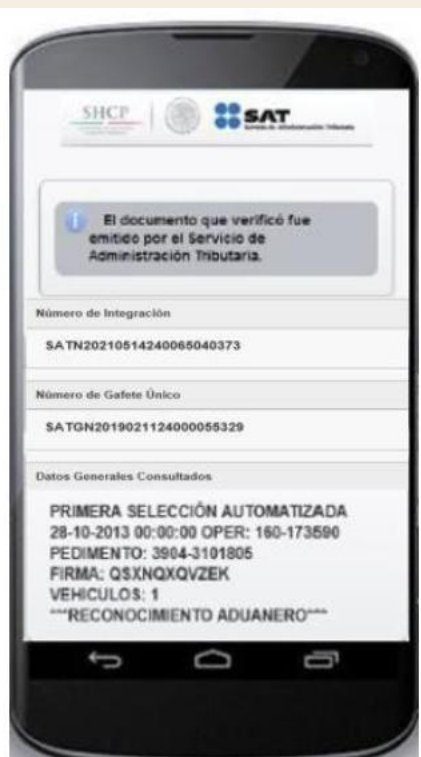 SHCP
SAT
El documento que verificó fue
emitido por el Servicio de
Administración Tributaria.
Número de Integración
SATN20210514240065040373
Número de Gafete Único
SATGN2019021124000055329
Datos Generales Consultados
PRIMERA SELECCIÓN AUTOMATIZADA
28-10-2013 00:00:00 OPER: 160-173590
PEDIMENTO: 3904-3101805
FIRMA: QSXNQXQVZEK
VEHICULOS: 1
***RECONOCIMIENTO ADUANERO***